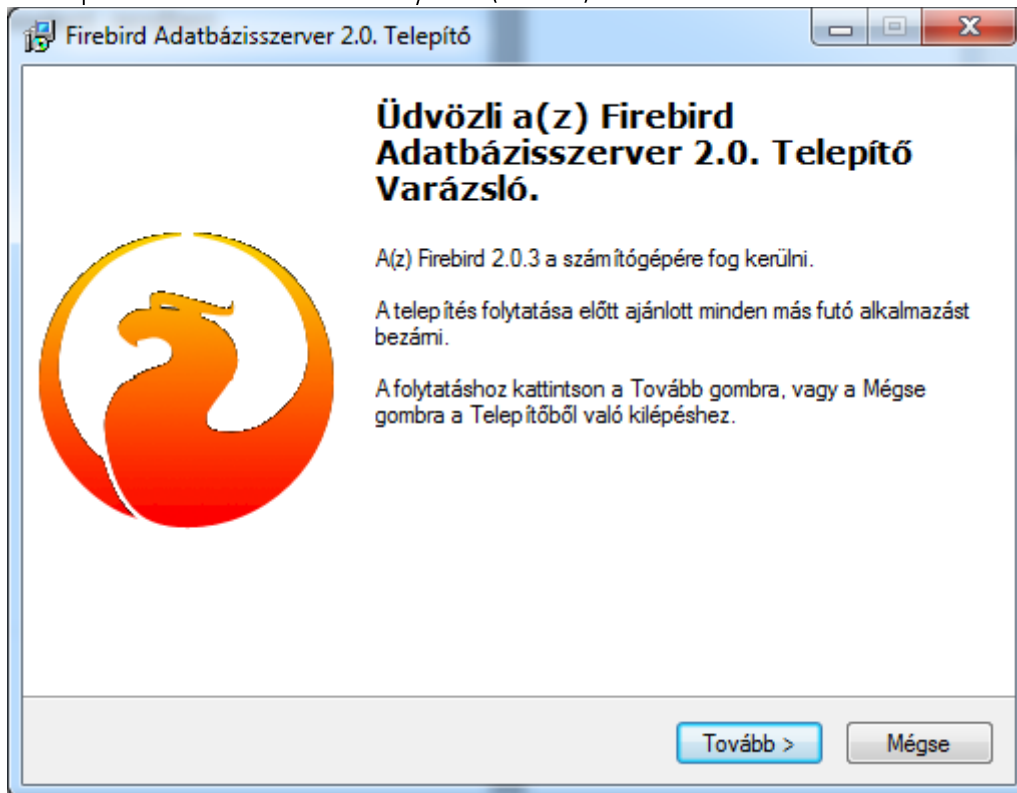 Firebird Adatbázisszerver 2.0. Telepítő
Üdvözli a(z) Firebird
Adatbázisszerver 2.0. Telepítő
Varázsló.
A(z) Firebird 2.0.3 a számítógépére fog kerülni.
A telepítés folytatása előtt ajánlott minden más futó alkalmazást
bezárni.
A folytatáshoz kattintson a Tovább gombra, vagy a Mégse
gombra a Telepítőből való kilépéshez.
Tovább >
Mégse